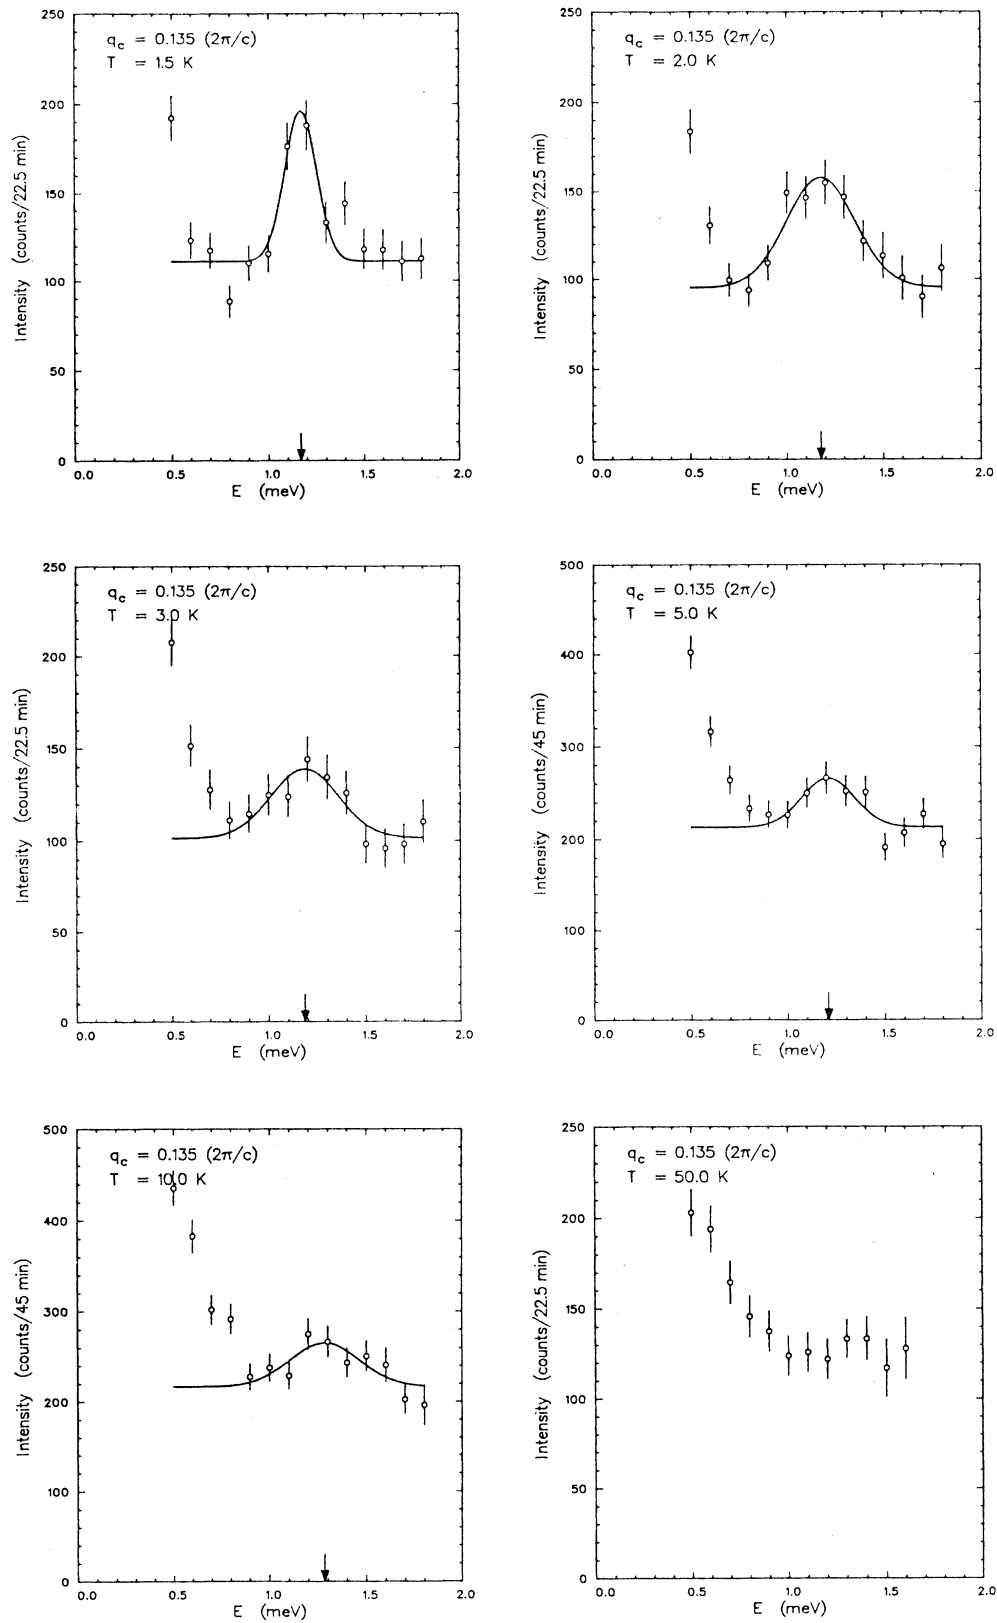 250
200
150
100
50
0
Intensity (counts/22.5 min)
q_c = 0.135 (2π/c)
T = 1.5 K
0.0 0.5 1.0 1.5 2.0
E (meV)
250
200
150
100
50
0
Intensity (counts/22.5 min)
q_c = 0.135 (2π/c)
T = 2.0 K
0.0 0.5 1.0 1.5 2.0
E (meV)
250
200
150
100
50
0
Intensity (counts/22.5 min)
q_c = 0.135 (2π/c)
T = 3.0 K
0.0 0.5 1.0 1.5 2.0
E (meV)
500
400
300
200
100
0
Intensity (counts/45 min)
q_c = 0.135 (2π/c)
T = 5.0 K
0.0 0.5 1.0 1.5 2.0
E (meV)
500
400
300
200
100
0
Intensity (counts/45 min)
q_c = 0.135 (2π/c)
T = 10.0 K
0.0 0.5 1.0 1.5 2.0
E (meV)
250
200
150
100
50
0
Intensity (counts/22.5 min)
q_c = 0.135 (2π/c)
T = 50.0 K
0.0 0.5 1.0 1.5 2.0
E (meV)